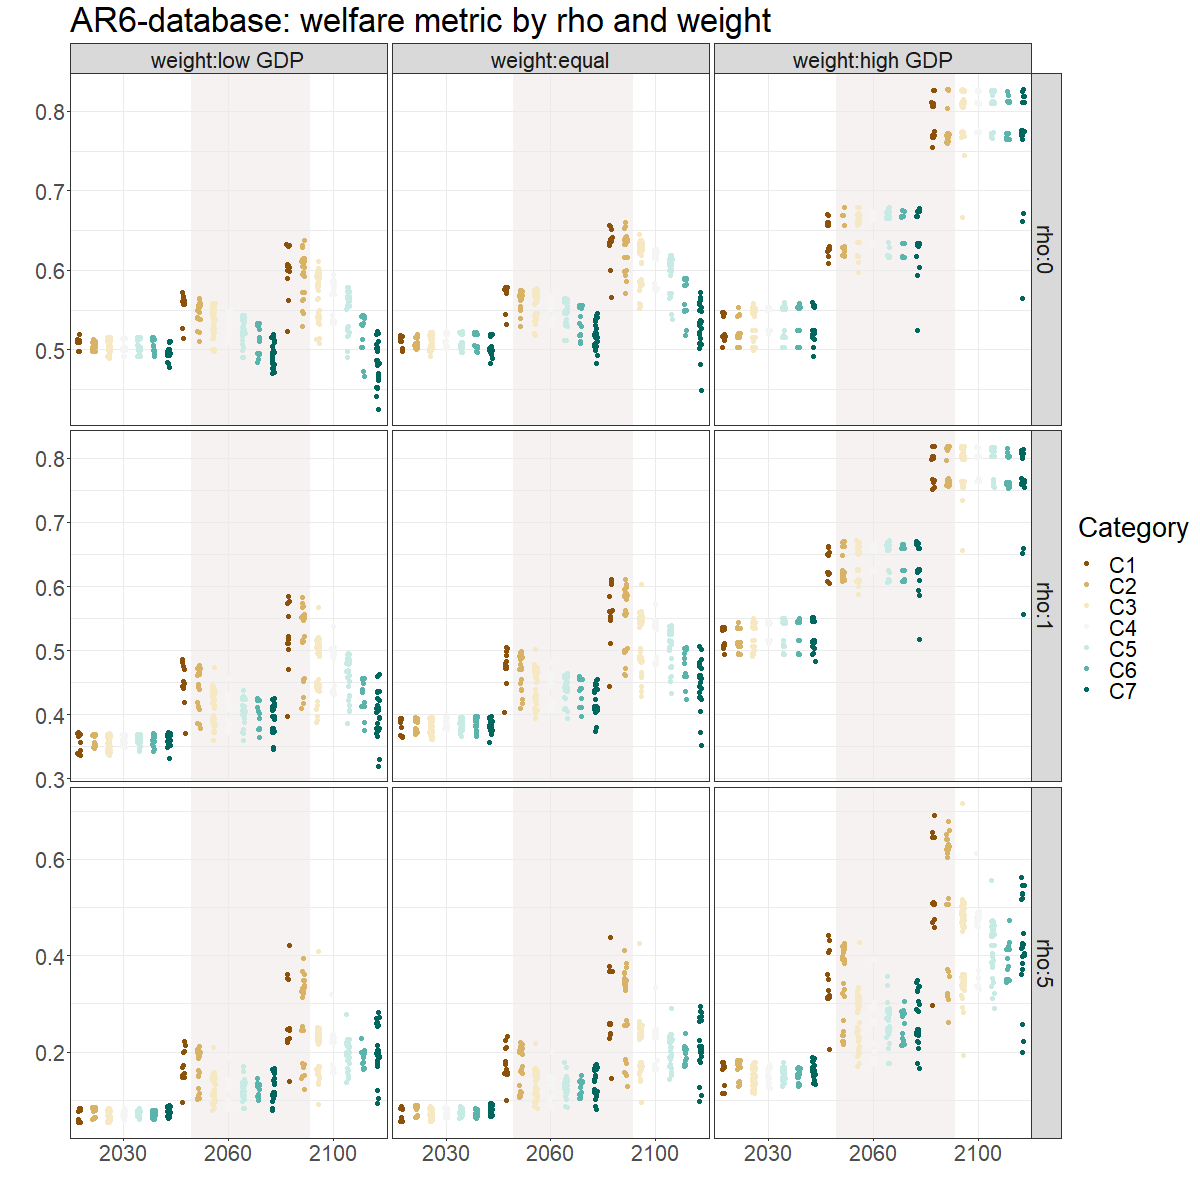 AR6-database: welfare metric by rho and weight
weight:low GDP
weight:equal
weight:high GDP
0.8
0.7
0.6
0.5
rho:0
0.8
0.7
0.6
0.5
0.4
0.3
rho:1
0.6
0.4
0.2
rho:5
2030
2060
2100
2030
2060
2100
2030
2060
2100
Category
C1
C2
C3
C4
C5
C6
C7